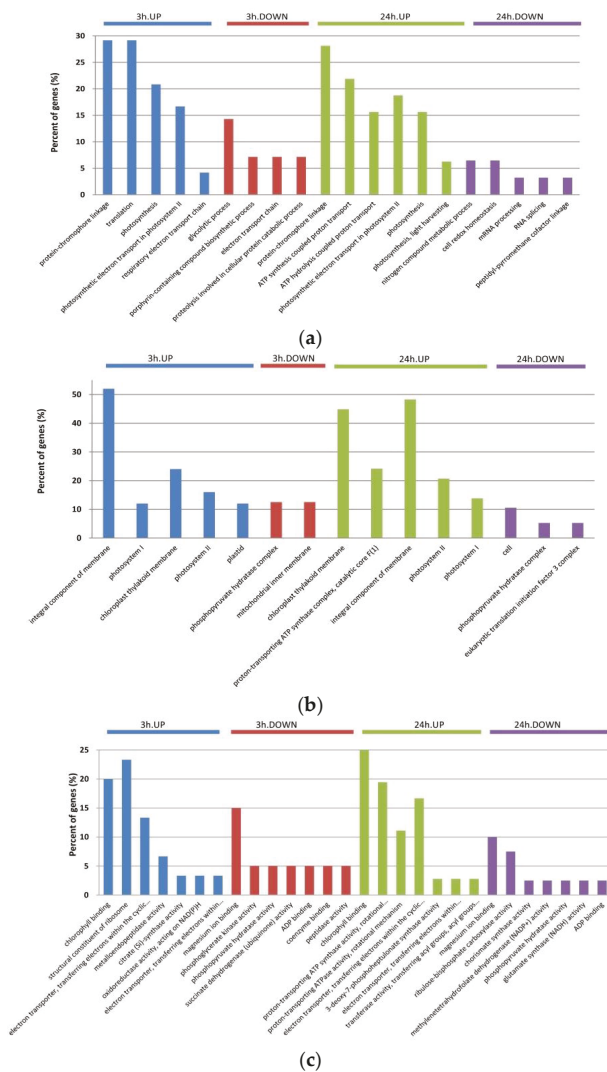 3h.UP 3h.DOWN 24h.UP 24h.DOWN
Percent of genes (%)
30
25
20
15
10
5
0
protein-chromophore linkage
translation
photosynthesis
photosynthetic electron transport in photosystem II
respiratory electron transport chain
glycolytic process
porphyrin-containing compound biosynthetic process
electron transport chain
proteolysis involved in cellular protein catabolic process
protein-chromophore linkage
ATP synthesis coupled proton transport
ATP hydrolysis coupled proton transport
photosynthetic electron transport in photosystem II
photosynthesis
photosynthesis, light harvesting
nitrogen compound metabolic process
cell redox homeostasis
mRNA processing
RNA splicing
peptidyl-pyrromethane cofactor linkage
(a)
3h.UP 3h.DOWN 24h.UP 24h.DOWN
Percent of genes (%)
50
40
30
20
10
0
integral component of membrane
photosystem I
chloroplast thylakoid membrane
photosystem II
plastid
phosphopyruvate hydratase complex
mitochondrial inner membrane
chloroplast thylakoid membrane
proton-transporting ATP synthase complex, catalytic core F(1)
integral component of membrane
photosystem II
photosystem I
cell
phosphopyruvate hydratase complex
eukaryotic translation initiation factor 3 complex
(b)
3h.UP 3h.DOWN 24h.UP 24h.DOWN
Percent of genes (%)
25
20
15
10
5
0
chlorophyll binding
structural constituent of ribosome
electron transporter, transferring electrons within the cyclic...
metalloendopeptidase activity
citrate (Si)-synthase activity
oxidoreductase activity, acting on NAD(P)H
electron transporter, transferring electrons within...
magnesium ion binding
phosphoglycerate kinase activity
phosphopyruvate hydratase activity
succinate dehydrogenase (ubiquinone) activity
ADP binding
coenzyme binding
peptidase activity
chlorophyll binding
proton-transporting ATP synthase activity, rotational...
proton-transporting ATPase activity, rotational mechanism
electron transporter, transferring electrons within the cyclic...
3-deoxy-7-phosphoheptulonate synthase activity
electron transporter, transferring electrons within...
transferase activity, transferring acyl groups, acyl groups...
magnesium ion binding
ribulose-bisphosphate carboxylase activity
chorismate synthase activity
methylenetetrahydrofolate dehydrogenase (NADP+) activity
phosphopyruvate hydratase activity
glutamate synthase (NADH) activity
ADP binding
(c)